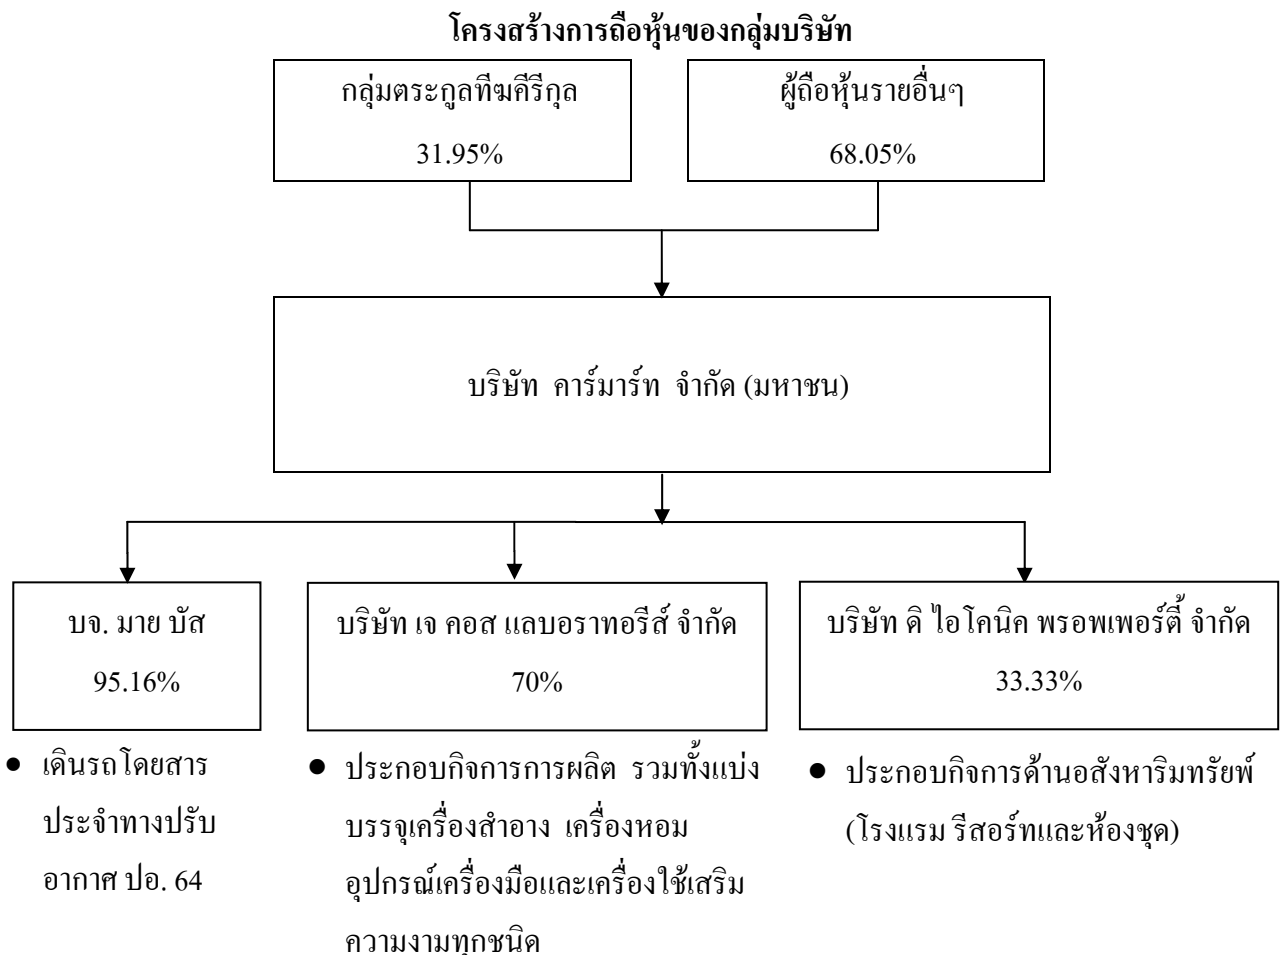 โครงสร้างการถือหุ้นของกลุ่มบริษัท
กลุ่มตระกูลทีฆคีรีกุล
31.95%
ผู้ถือหุ้นรายอื่นๆ
68.05%
บริษัท คาร์มาร์ท จำกัด (มหาชน)
บจ. มาย บัส
95.16%
บริษัท เจ คอส แลบอราทอรีส์ จำกัด
70%
บริษัท ดิ ไอโคนิค พรอพเพอร์ตี้ จำกัด
33.33%
● เดินรถโดยสาร
ประจำทางปรับ
อากาศ ปอ. 64
● ประกอบกิจการการผลิต รวมทั้งแบ่ง
บรรจุเครื่องสำอาง เครื่องหอม
อุปกรณ์เครื่องมือและเครื่องใช้เสริม
ความงามทุกชนิด
● ประกอบกิจการด้านอสังหาริมทรัยพ์
(โรงแรม รีสอร์ทและห้องชุด)